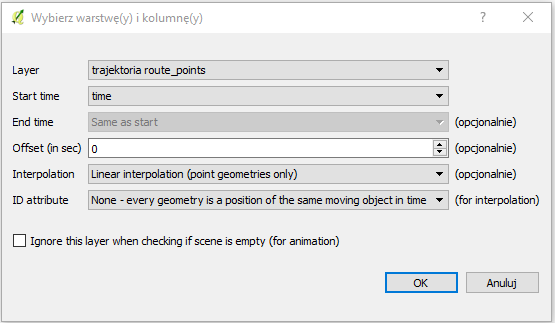 Wybierz warstwę(y) i kolumnę(y) ?
Layer trajektoria route_points
Start time time
End time Same as start (opcjonalnie)
Offset (in sec) 0 (opcjonalnie)
Interpolation Linear interpolation (point geometries only) (opcjonalnie)
ID attribute None - every geometry is a position of the same moving object in time (for interpolation)
Ignore this layer when checking if scene is empty (for animation)
OK Anuluj